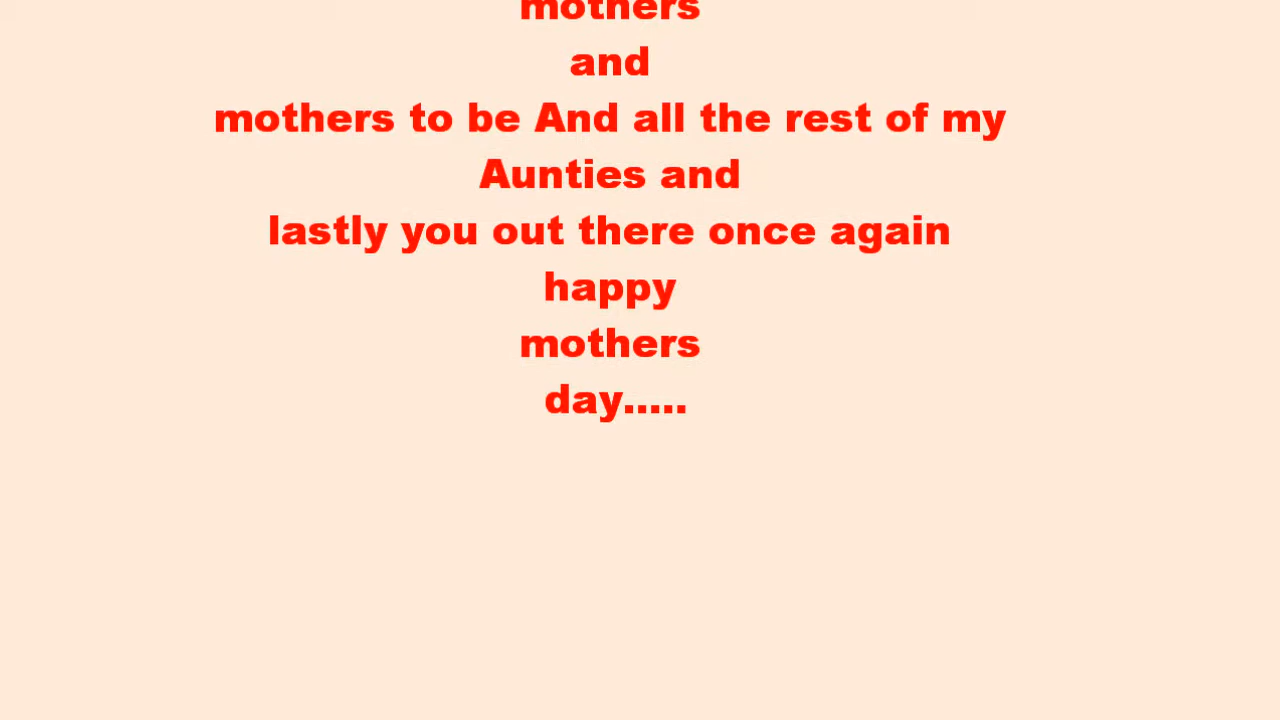 mothers
and
mothers to be And all the rest of my
Aunties and
lastly you out there once again
happy
mothers
day.....